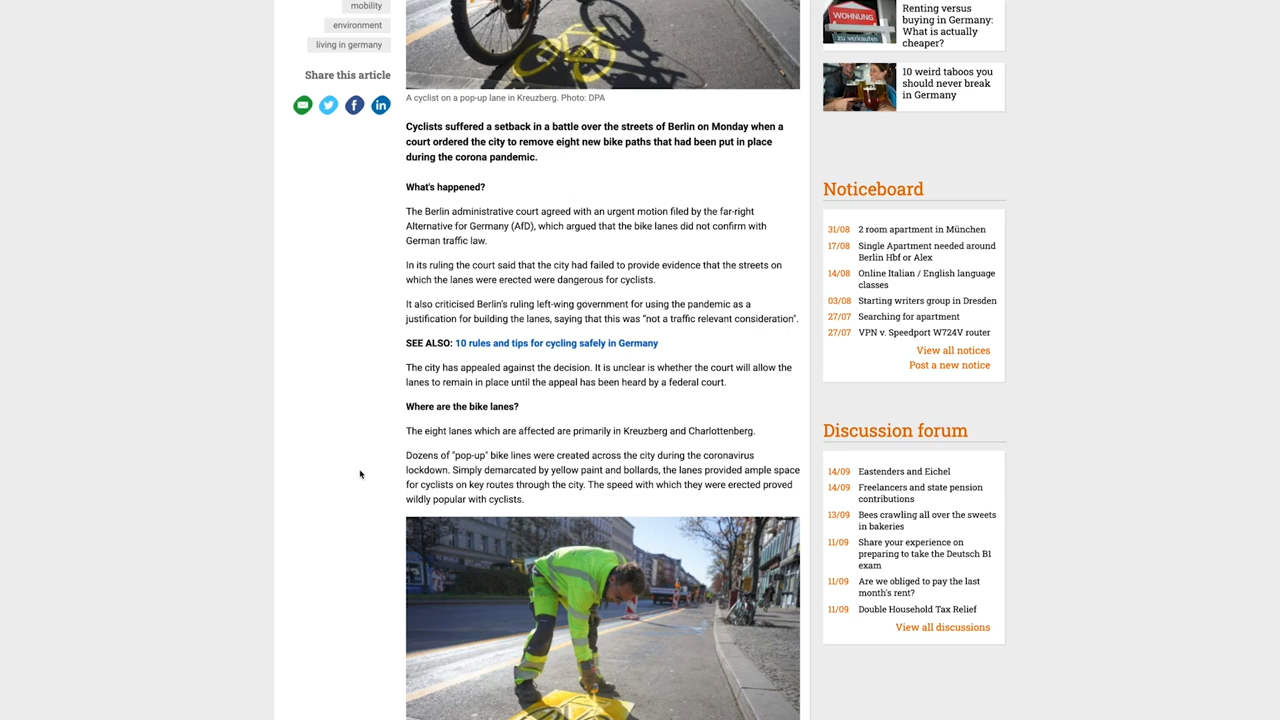 mobility
environment
living in germany
Share this article
A cyclist on a pop-up lane in Kreuzberg. Photo: DPA
Cyclists suffered a setback in a battle over the streets of Berlin on Monday when a
court ordered the city to remove eight new bike paths that had been put in place
during the corona pandemic.
What's happened?
The Berlin administrative court agreed with an urgent motion filed by the far-right
Alternative for Germany (AfD), which argued that the bike lanes did not confirm with
German traffic law.
In its ruling the court said that the city had failed to provide evidence that the streets on
which the lanes were erected were dangerous for cyclists.
It also criticised Berlin's ruling left-wing government for using the pandemic as a
justification for building the lanes, saying that this was “not a traffic relevant consideration".
SEE ALSO: 10 rules and tips for cycling safely in Germany
The city has appealed against the decision. It is unclear is whether the court will allow the
lanes to remain in place until the appeal has been heard by a federal court.
Where are the bike lanes?
The eight lanes which are affected are primarily in Kreuzberg and Charlottenberg.
Dozens of "pop-up" bike lines were created across the city during the coronavirus
lockdown. Simply demarcated by yellow paint and bollards, the lanes provided ample space
for cyclists on key routes through the city. The speed with which they were erected proved
wildly popular with cyclists.
WOHNUNG
zu verkaufen
Renting versus
buying in Germany:
What is actually
cheaper?
10 weird taboos you
should never break
in Germany
Noticeboard
31/08 2 room apartment in München
17/08 Single Apartment needed around
Berlin Hbf or Alex
14/08 Online Italian / English language
classes
03/08 Starting writers group in Dresden
27/07 Searching for apartment
27/07 VPN v. Speedport W724V router
View all notices
Post a new notice
Discussion forum
14/09 Eastenders and Eichel
14/09 Freelancers and state pension
contributions
13/09 Bees crawling all over the sweets
in bakeries
11/09 Share your experience on
preparing to take the Deutsch B1
exam
11/09 Are we obliged to pay the last
month's rent?
11/09 Double Household Tax Relief
View all discussions